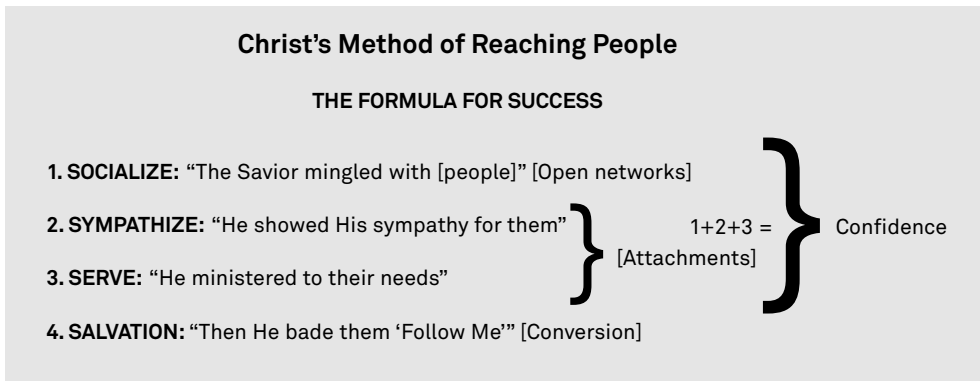 Christ’s Method of Reaching People
THE FORMULA FOR SUCCESS
1. SOCIALIZE: “The Savior mingled with [people]” [Open networks]
2. SYMPATHIZE: “He showed His sympathy for them”
1+2+3 =
Confidence
[Attachments]
3. SERVE: “He ministered to their needs”
4. SALVATION: “Then He bade them ‘Follow Me’” [Conversion]